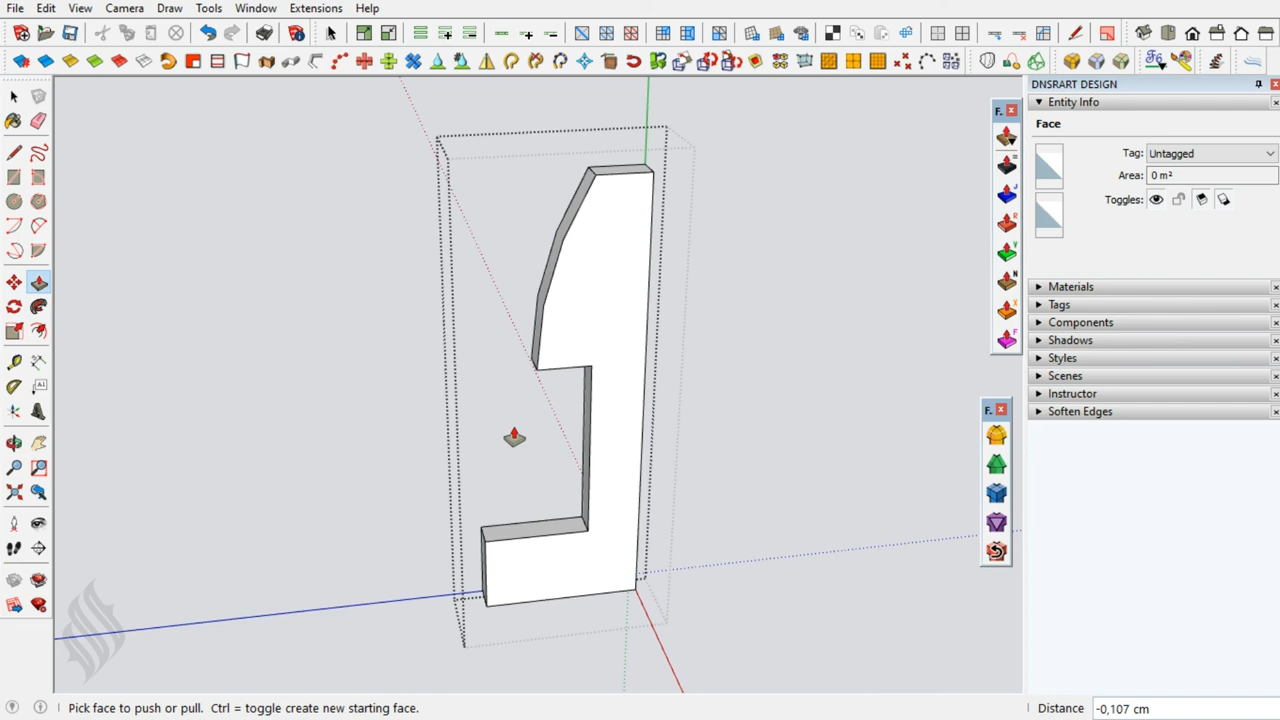 File Edit View Camera Draw Tools Window Extensions Help
DNSRART DESIGN
Entity Info
F.
Face
Tag: Untagged
Area: 0 m²
Toggles:
Materials
Tags
Components
Shadows
Styles
Scenes
Instructor
Soften Edges
F.
Pick face to push or pull. Ctrl = toggle create new starting face.
Distance -0,107 cm